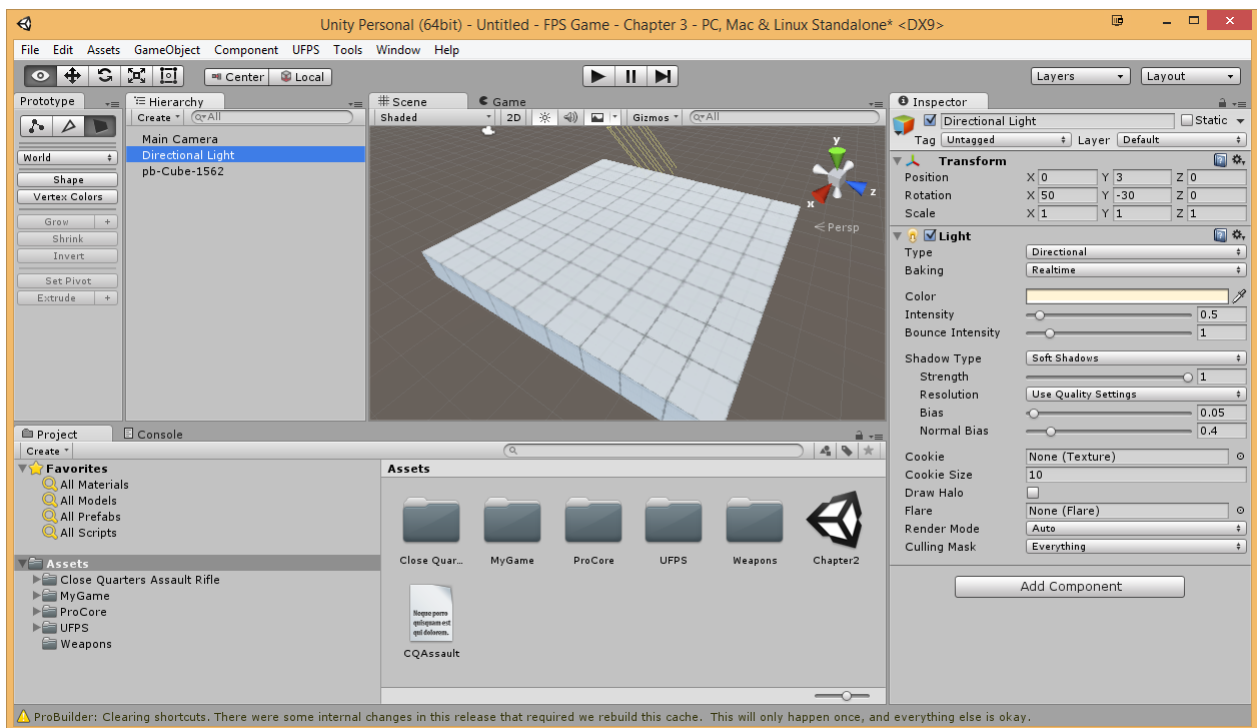 Unity Personal (64bit) - Untitled - FPS Game - Chapter 3 - PC, Mac & Linux Standalone* <DX9>
File Edit Assets GameObject Component UFPS Tools Window Help
Center Local Layers Layout
Prototype
World
Shape
Vertex Colors
Grow +
Shrink
Invert
Set Pivot
Extrude +
Hierarchy
Create All
Main Camera
Directional Light
pb-Cube-1562
Scene Game
Shaded 2D Gizmos All
y
x
z
Persp
Inspector
Directional Light Static
Tag Untagged Layer Default
Transform
Position X 0 Y 3 Z 0
Rotation X 50 Y -30 Z 0
Scale X 1 Y 1 Z 1
Light
Type Directional
Baking Realtime
Color
Intensity 0.5
Bounce Intensity 1
Shadow Type Soft Shadows
Strength 1
Resolution Use Quality Settings
Bias 0.05
Normal Bias 0.4
Cookie None (Texture)
Cookie Size 10
Draw Halo
Flare None (Flare)
Render Mode Auto
Culling Mask Everything
Add Component
Project Console
Create
Favorites
All Materials
All Models
All Prefabs
All Scripts
Assets
Close Quarters Assault Rifle
MyGame
ProCore
UFPS
Weapons
Assets
Close Quar... MyGame ProCore UFPS Weapons Chapter2
Neque porro
quisquam est
qui dolorem.
CQAssault
ProBuilder: Clearing shortcuts. There were some internal changes in this release that required we rebuild this cache. This will only happen once, and everything else is okay.